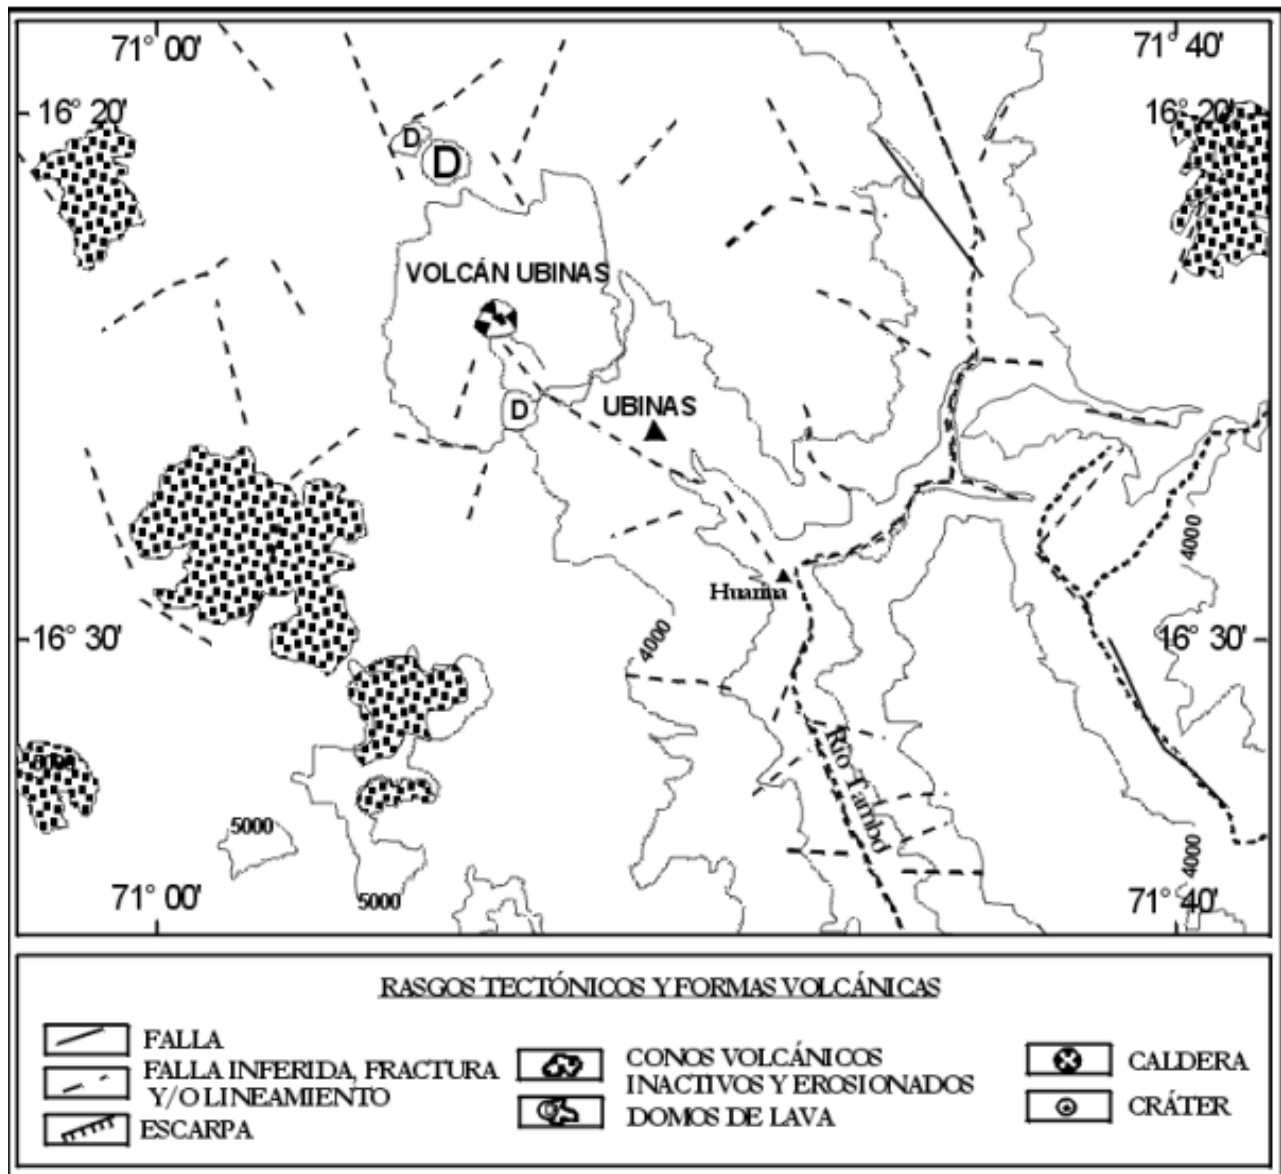 71° 00'
71° 40'
16° 20'
16° 20'
D
D
VOLCÁN UBINAS
D
UBINAS
4000
Huarina
16° 30'
4000
16° 30'
Río Tambo
5000
4000
71° 00'
5000
71° 40'
RASGOS TECTÓNICOS Y FORMAS VOLCÁNICAS
FALLA
FALLA INFERIDA, FRACTURA
Y/O LINEAMIENTO
ESCARPA
CONOS VOLCÁNICOS
INACTIVOS Y EROSIONADOS
DOMOS DE LAVA
CALDERA
CRÁTER